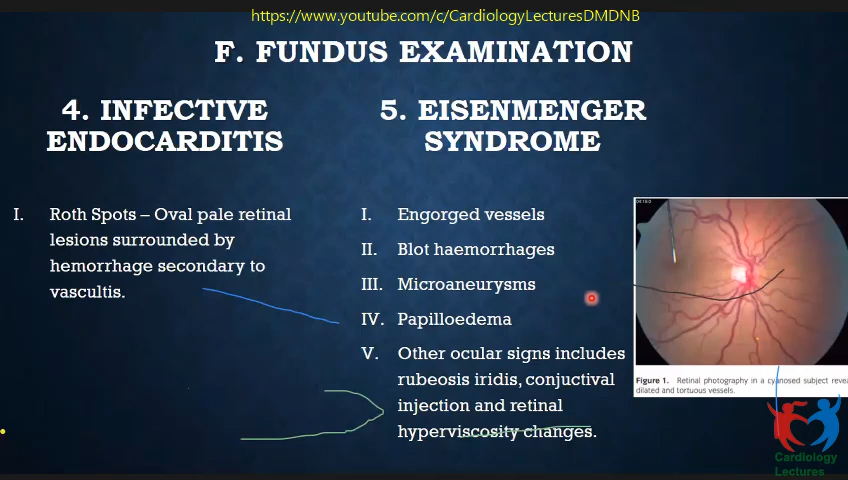 https://www.youtube.com/c/CardiologyLecturesDMDNB
F. FUNDUS EXAMINATION
4. INFECTIVE
ENDOCARDITIS
I. Roth Spots – Oval pale retinal
lesions surrounded by
hemorrhage secondary to
vascultis.
5. EISENMENGER
SYNDROME
I. Engorged vessels
II. Blot haemorrhages
III. Microaneurysms
IV. Papilloedema
V. Other ocular signs includes
rubeosis iridis, conjuctival
injection and retinal
hyperviscosity changes.
Figure 1. Retinal photography in a cyanosed subject revea
dilated and tortuous vessels.
Cardiology
Lectures